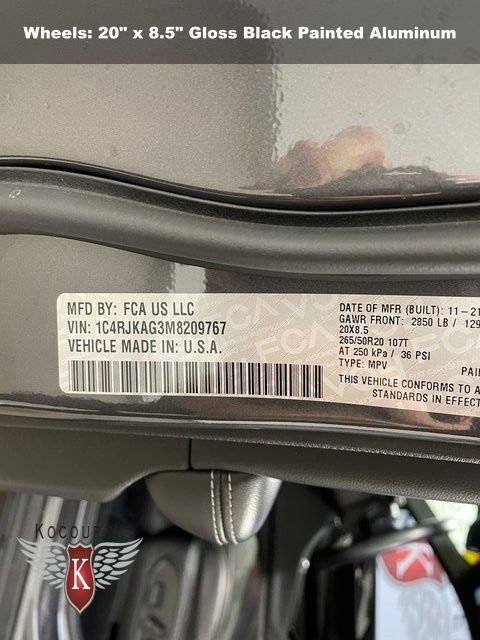 Wheels: 20" x 8.5" Gloss Black Painted Aluminum
MFD BY: FCA US LLC
VIN: 1C4RJKAG3M8209767
VEHICLE MADE IN: U.S.A.
DATE OF MFR (BUILT): 11-21
GAWR FRONT: 2850 LB / 129
20X8.5
265/50R20 107T
AT 250 kPa / 36 PSI
TYPE: MPV
PAI
THIS VEHICLE CONFORMS TO A
STANDARDS IN EFFECT
K